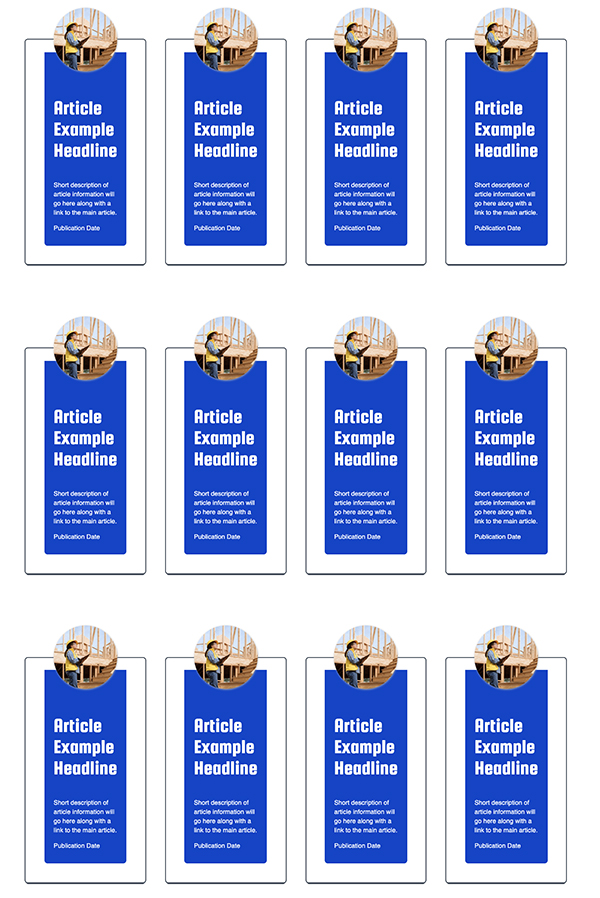 Article
Example
Headline
Short description of
article information will
go here along with a
link to the main article.
Publication Date
Article
Example
Headline
Short description of
article information will
go here along with a
link to the main article.
Publication Date
Article
Example
Headline
Short description of
article information will
go here along with a
link to the main article.
Publication Date
Article
Example
Headline
Short description of
article information will
go here along with a
link to the main article.
Publication Date
Article
Example
Headline
Short description of
article information will
go here along with a
link to the main article.
Publication Date
Article
Example
Headline
Short description of
article information will
go here along with a
link to the main article.
Publication Date
Article
Example
Headline
Short description of
article information will
go here along with a
link to the main article.
Publication Date
Article
Example
Headline
Short description of
article information will
go here along with a
link to the main article.
Publication Date
Article
Example
Headline
Short description of
article information will
go here along with a
link to the main article.
Publication Date
Article
Example
Headline
Short description of
article information will
go here along with a
link to the main article.
Publication Date
Article
Example
Headline
Short description of
article information will
go here along with a
link to the main article.
Publication Date
Article
Example
Headline
Short description of
article information will
go here along with a
link to the main article.
Publication Date